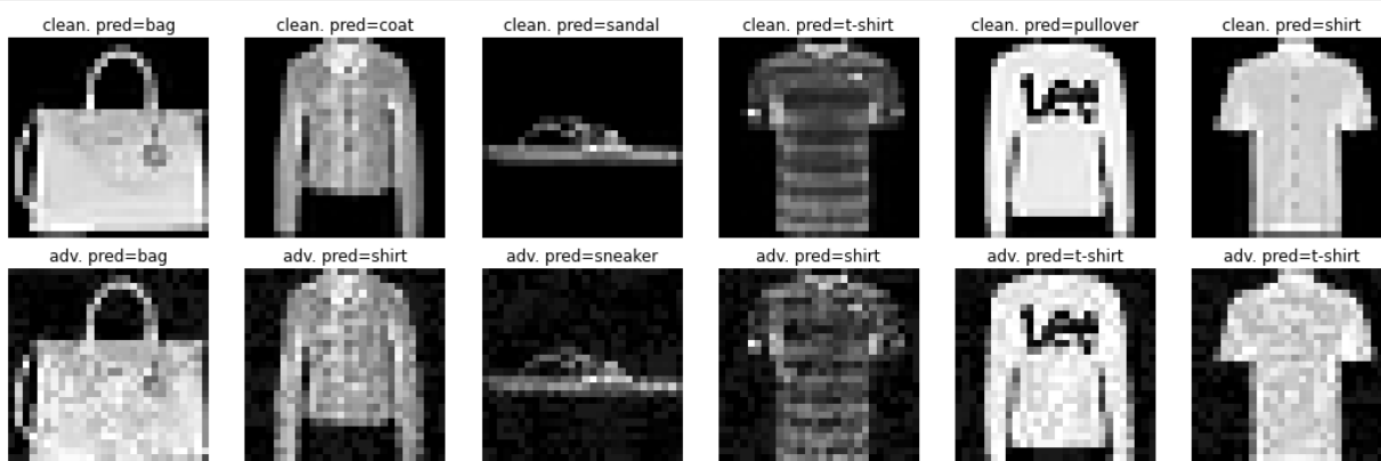 clean. pred=bag
clean. pred=coat
clean. pred=sandal
clean. pred=t-shirt
clean. pred=pullover
clean. pred=shirt
Lee
adv. pred=bag
adv. pred=shirt
adv. pred=sneaker
adv. pred=shirt
adv. pred=t-shirt
adv. pred=t-shirt
Lee